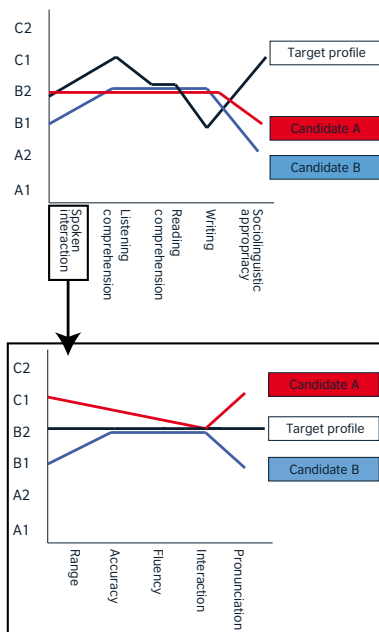 C2
C1
B2
B1
A2
A1
Target profile
Candidate A
Candidate B
Spoken
interaction
Listening
comprehension
Reading
comprehension
Writing
Sociolinguistic
appropriacy
C2
C1
B2
B1
A2
A1
Candidate A
Target profile
Candidate B
Range
Accuracy
Fluency
Interaction
Pronunciation